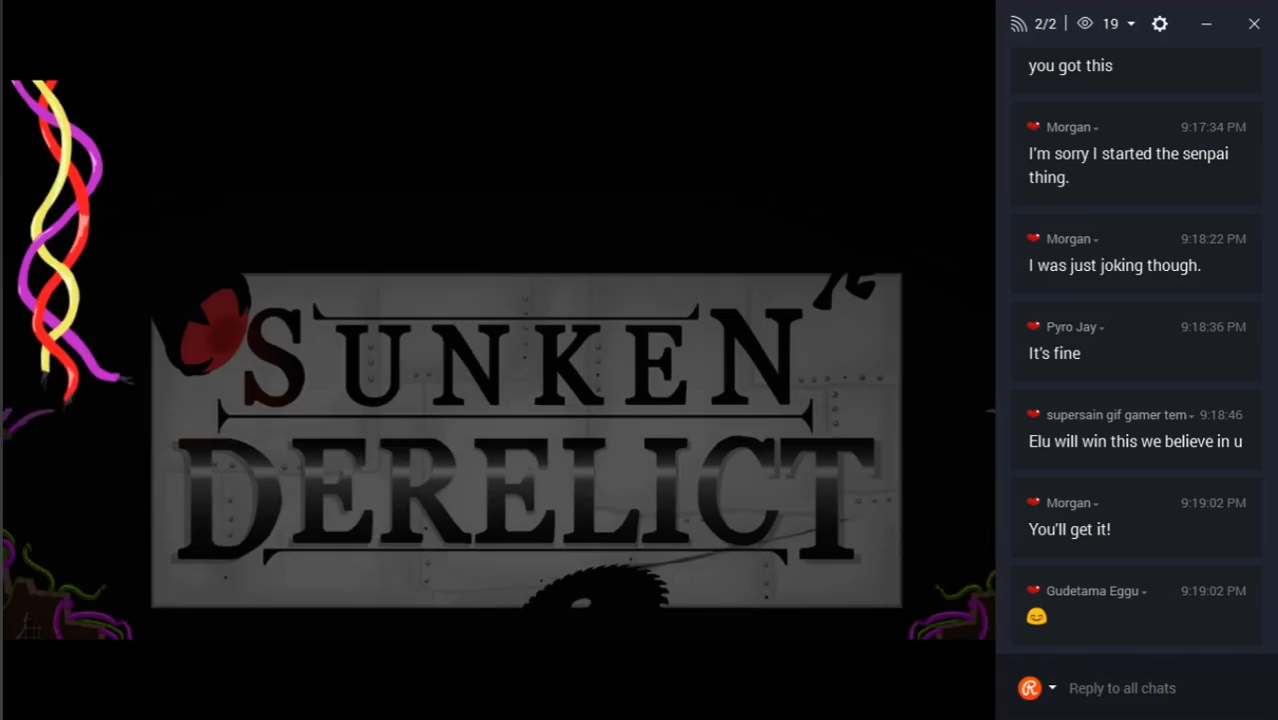 SUNKEN
DERELICT
2/2
19
you got this
Morgan
9:17:34 PM
I'm sorry I started the senpai
thing.
Morgan
9:18:22 PM
I was just joking though.
Pyro Jay
9:18:36 PM
It's fine
supersain gif gamer tem
9:18:46
Elu will win this we believe in u
Morgan
9:19:02 PM
You'll get it!
Gudetama Eggu
9:19:02 PM
😊
Reply to all chats